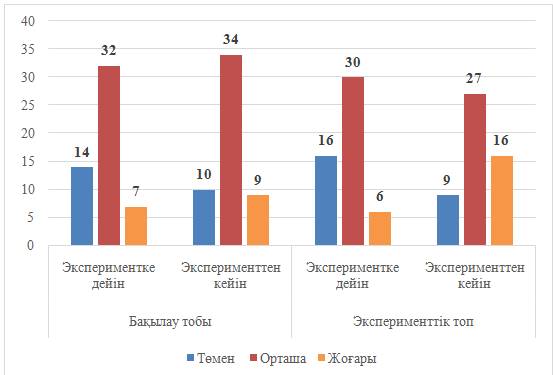 40
35
30
25
20
15
10
5
0
14
32
7
10
34
9
16
30
6
9
27
16
Экспериментке дейін
Эксперименттен кейін
Экспериментке дейін
Эксперименттен кейін
Бақылау тобы
Эксперименттік топ
Төмен
Орташа
Жоғары